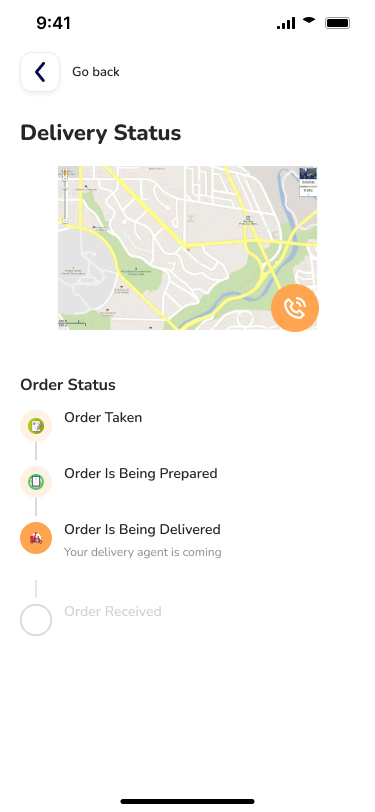 9:41
Go back
Delivery Status
Order Status
Order Taken
Order Is Being Prepared
Order Is Being Delivered
Your delivery agent is coming
Order Received